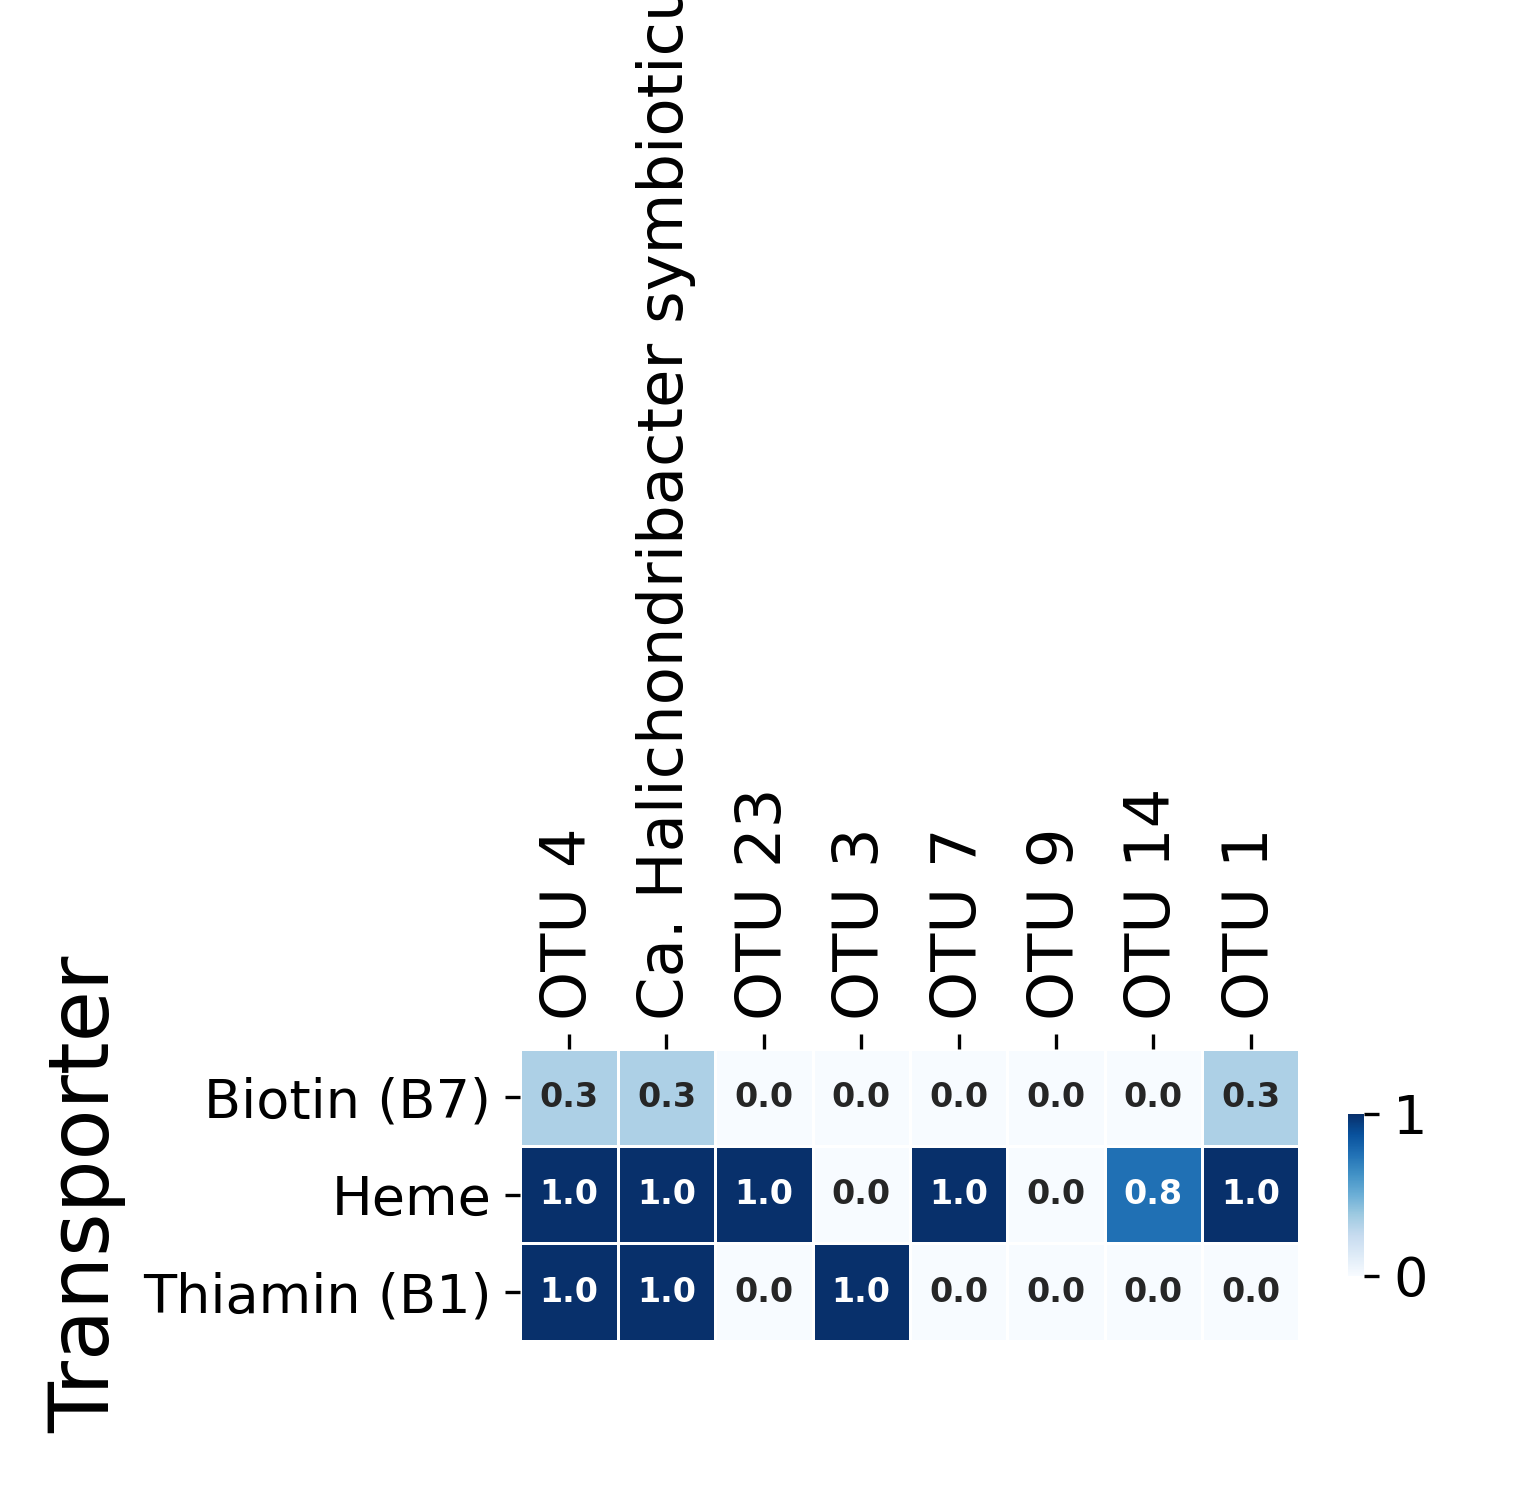 OTU 4
Ca. Halichondribacter
OTU 23
OTU 3
OTU 7
OTU 9
OTU 14
OTU 1
Transporter
Biotin (B7) 0.3 0.3 0.0 0.0 0.0 0.0 0.0 0.3
Heme 1.0 1.0 1.0 0.0 1.0 0.0 0.8 1.0
Thiamin (B1) 1.0 1.0 0.0 1.0 0.0 0.0 0.0 0.0
1
0